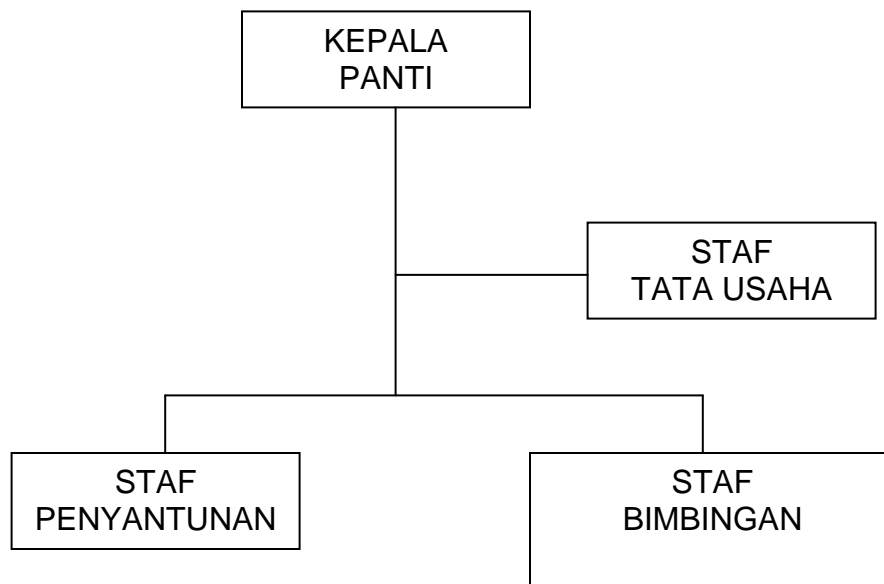 KEPALA
PANTI
STAF
TATA USAHA
STAF
PENYANTUNAN
STAF
BIMBINGAN